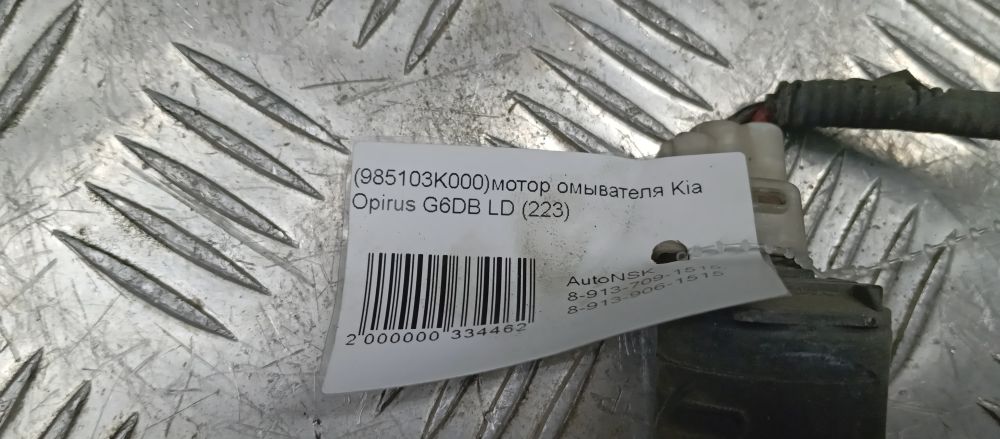 (985103K000)мотор омывателя Kia
Opirus G6DB LD (223)
AutoNSK
8-913-709-1515,
8-913-906-1515
2 000000 334462